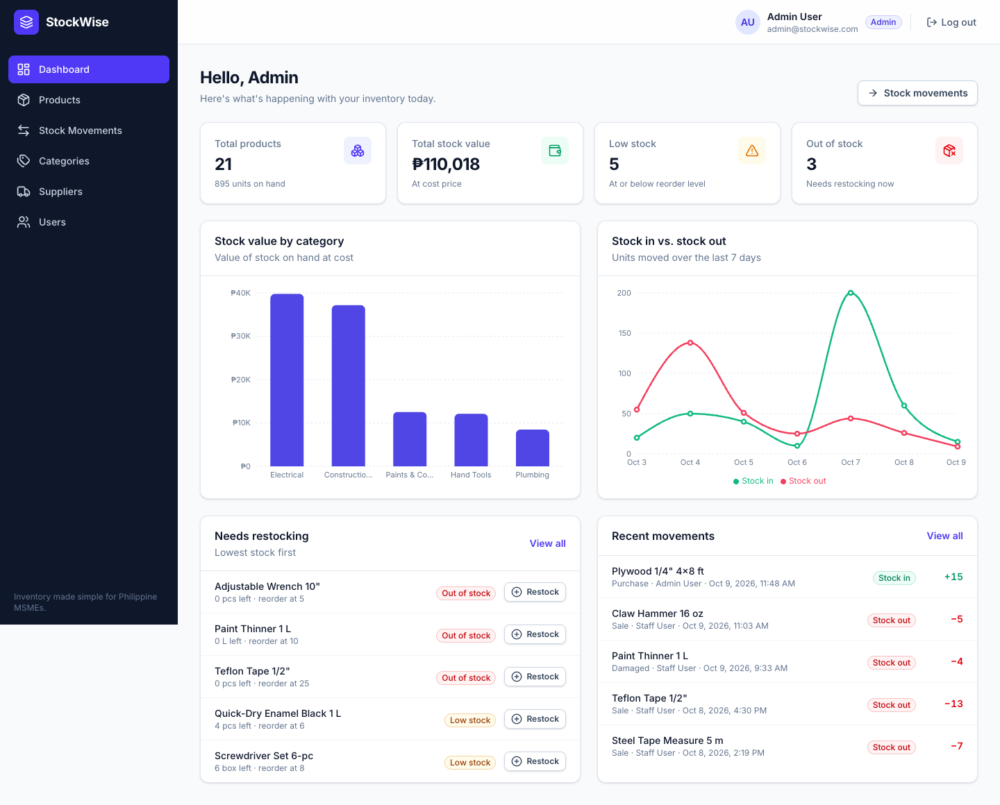 StockWise
AU
Admin User
admin@stockwise.com
Admin
Log out
Dashboard
Products
Stock Movements
Categories
Suppliers
Users
Inventory made simple for Philippine
MSMEs.
Hello, Admin
Here's what's happening with your inventory today.
Stock movements
Total products
21
895 units on hand
Total stock value
₱110,018
At cost price
Low stock
5
At or below reorder level
Out of stock
3
Needs restocking now
Stock value by category
Value of stock on hand at cost
₱40K
₱30K
₱20K
₱10K
₱0
Electrical
Constructio...
Paints & Co...
Hand Tools
Plumbing
Stock in vs. stock out
Units moved over the last 7 days
200
150
100
50
0
Oct 3
Oct 4
Oct 5
Oct 6
Oct 7
Oct 8
Oct 9
Stock in
Stock out
Needs restocking
Lowest stock first
View all
Adjustable Wrench 10"
0 pcs left · reorder at 5
Out of stock
Restock
Paint Thinner 1 L
0 L left · reorder at 10
Out of stock
Restock
Teflon Tape 1/2"
0 pcs left · reorder at 25
Out of stock
Restock
Quick-Dry Enamel Black 1 L
4 pcs left · reorder at 6
Low stock
Restock
Screwdriver Set 6-pc
6 box left · reorder at 8
Low stock
Restock
Recent movements
View all
Plywood 1/4" 4×8 ft
Purchase · Admin User · Oct 9, 2026, 11:48 AM
Stock in
+15
Claw Hammer 16 oz
Sale · Staff User · Oct 9, 2026, 11:03 AM
Stock out
−5
Paint Thinner 1 L
Damaged · Staff User · Oct 9, 2026, 9:33 AM
Stock out
−4
Teflon Tape 1/2"
Sale · Staff User · Oct 8, 2026, 4:30 PM
Stock out
−13
Steel Tape Measure 5 m
Sale · Staff User · Oct 8, 2026, 2:19 PM
Stock out
−7